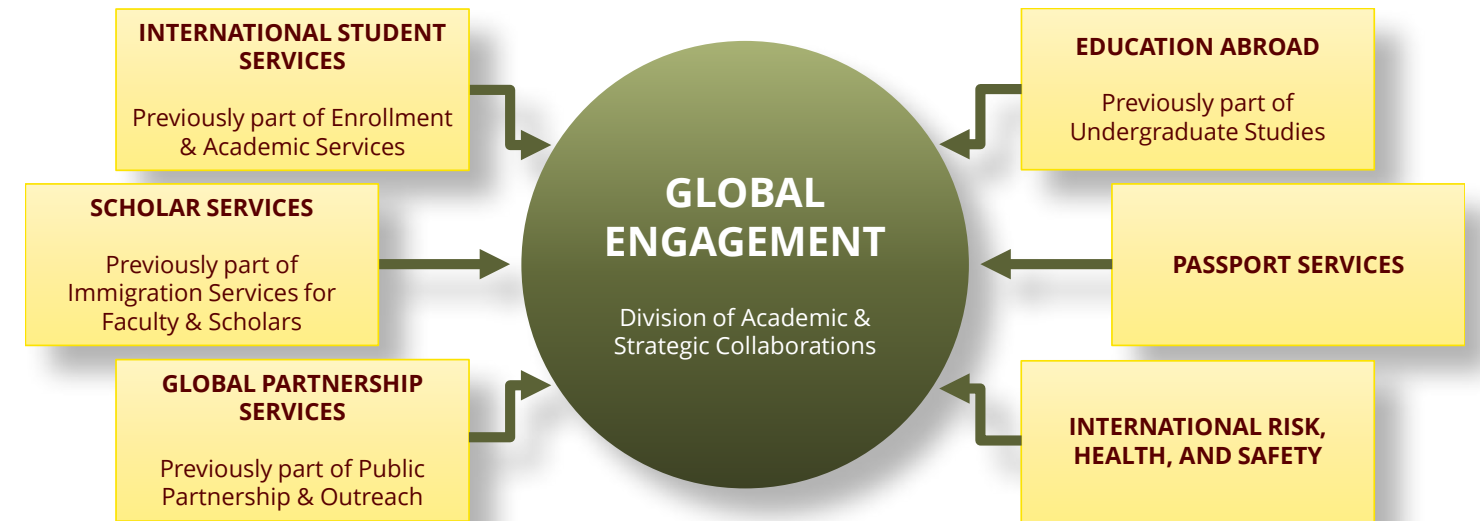 INTERNATIONAL STUDENT
SERVICES
Previously part of Enrollment
& Academic Services
SCHOLAR SERVICES
Previously part of
Immigration Services for
Faculty & Scholars
GLOBAL PARTNERSHIP
SERVICES
Previously part of Public
Partnership & Outreach
GLOBAL
ENGAGEMENT
Division of Academic &
Strategic Collaborations
EDUCATION ABROAD
Previously part of
Undergraduate Studies
PASSPORT SERVICES
INTERNATIONAL RISK,
HEALTH, AND SAFETY